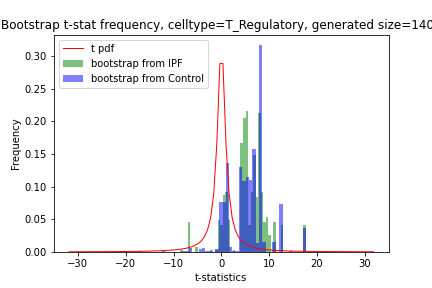 Bootstrap t-stat frequency, celltype=T_Regulatory, generated size=140
t pdf
bootstrap from IPF
bootstrap from Control
Frequency
0.30
0.25
0.20
0.15
0.10
0.05
0.00
−30 −20 −10 0 10 20 30
t-statistics